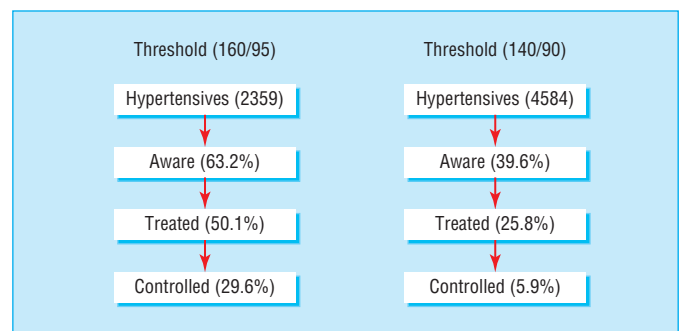 Threshold (160/95)
Hypertensives (2359)
Aware (63.2%)
Treated (50.1%)
Controlled (29.6%)
Threshold (140/90)
Hypertensives (4584)
Aware (39.6%)
Treated (25.8%)
Controlled (5.9%)